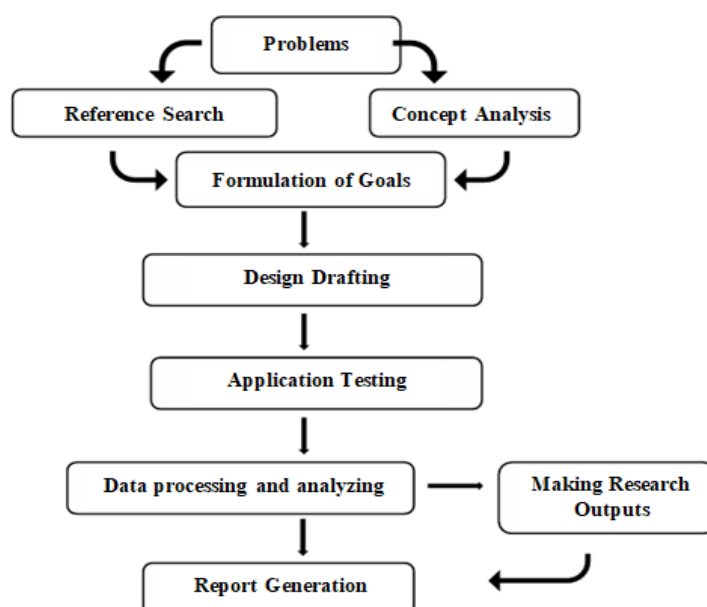 Problems
Reference Search
Concept Analysis
Formulation of Goals
Design Drafting
Application Testing
Data processing and analyzing
Making Research
Outputs
Report Generation